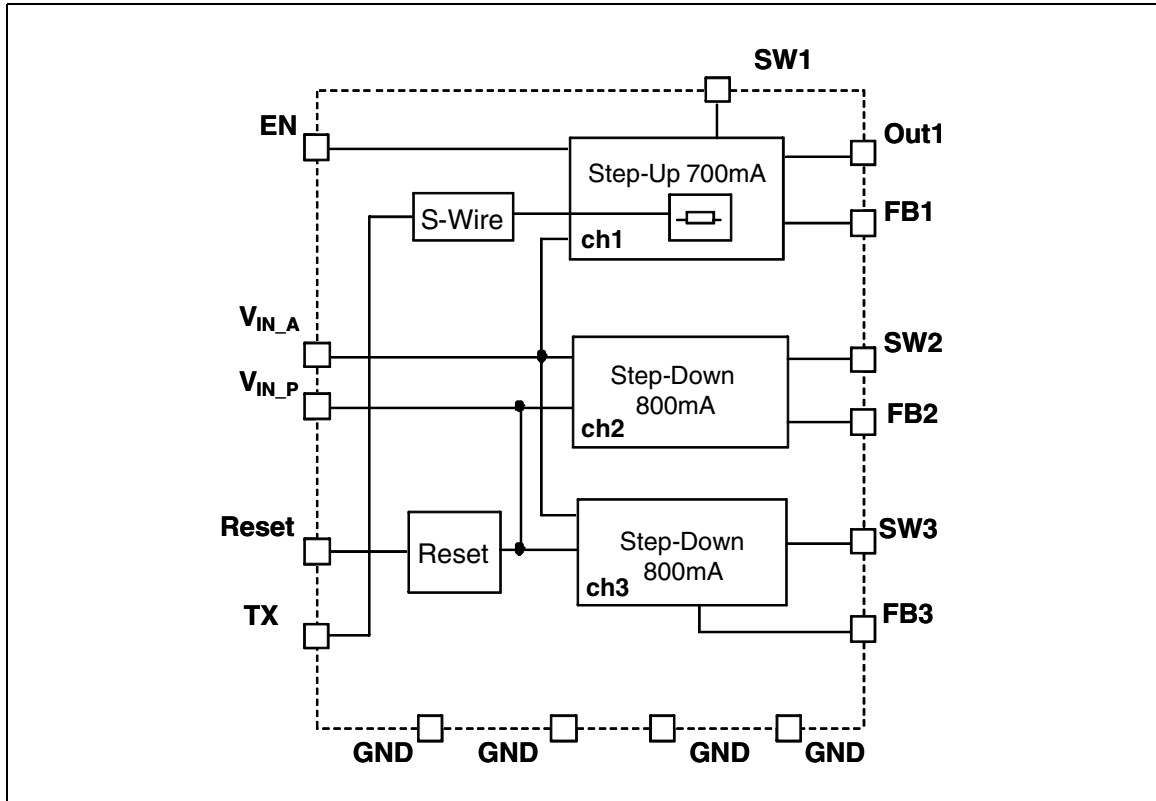 SW1
EN
Out1
Step-Up 700mA
S-Wire
FB1
ch1
VIN_A
SW2
Step-Down
800mA
VIN_P
FB2
ch2
Reset
SW3
Step-Down
800mA
Reset
ch3
TX
FB3
GND
GND
GND
GND